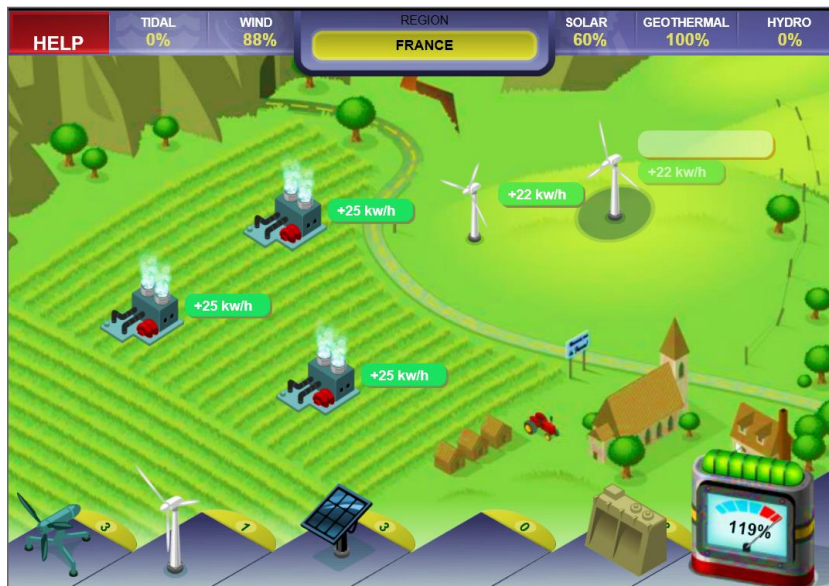 HELP
TIDAL
0%
WIND
88%
REGION
FRANCE
SOLAR
60%
GEOTHERMAL
100%
HYDRO
0%
+22 kw/h
+22 kw/h
+25 kw/h
+25 kw/h
+25 kw/h
3
1
3
0
119%